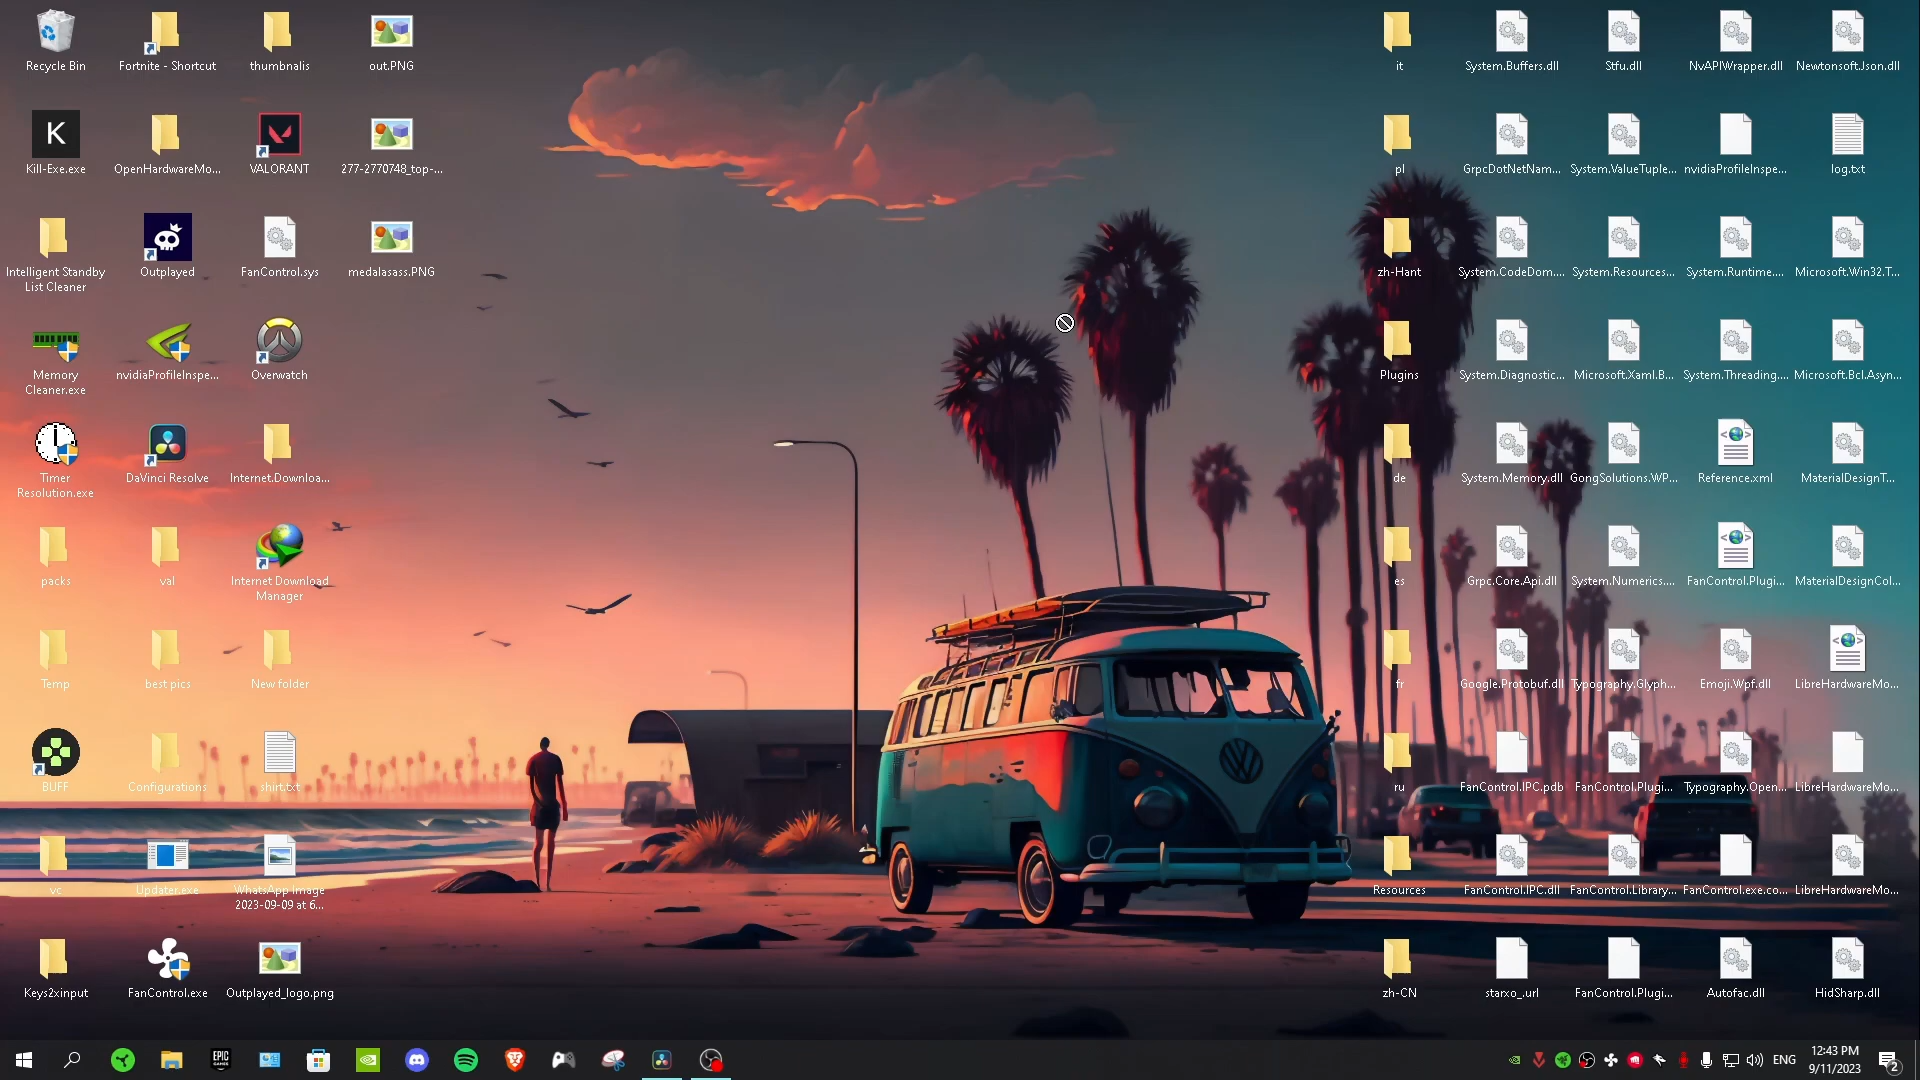 Recycle Bin
Fortnite - Shortcut
thumbnalis
out.PNG
it
System.Buffers.dll
Stfu.dll
NvAPIWrapper.dll
Newtonsoft.Json.dll
K
Kill-Exe.exe
OpenHardwareMo...
VALORANT
277-2770748_top-...
pl
GrpcDotNetNam...
System.ValueTuple...
nvidiaProfileInspe...
log.txt
Intelligent Standby
List Cleaner
Outplayed
FanControl.sys
medalasass.PNG
zh-Hant
System.CodeDom....
System.Resources...
System.Runtime....
Microsoft.Win32.T...
Memory
Cleaner.exe
nvidiaProfileInspe...
Overwatch
Plugins
System.Diagnostic...
Microsoft.Xaml.B...
System.Threading....
Microsoft.Bcl.Asyn...
Timer
Resolution.exe
DaVinci Resolve
Internet.Downloa...
de
System.Memory.dll
GongSolutions.WP...
Reference.xml
MaterialDesignT...
packs
val
Internet Download
Manager
es
Grpc.Core.Api.dll
System.Numerics....
FanControl.Plugi...
MaterialDesignCol...
Temp
best pics
New folder
fr
Google.Protobuf.dll
Typography.Glyph...
Emoji.Wpf.dll
LibreHardwareMo...
BUFF
Configurations
shirt.txt
ru
FanControl.IPC.pdb
FanControl.Plugi...
Typography.Open...
LibreHardwareMo...
vc
Updater.exe
WhatsApp Image
2023-09-09 at 6...
Resources
FanControl.IPC.dll
FanControl.Library...
FanControl.exe.co...
LibreHardwareMo...
Keys2xinput
FanControl.exe
Outplayed_logo.png
zh-CN
starxo_.url
FanControl.Plugi...
Autofac.dll
HidSharp.dll
EPIC
GAMES
ENG
12:43 PM
9/11/2023
2